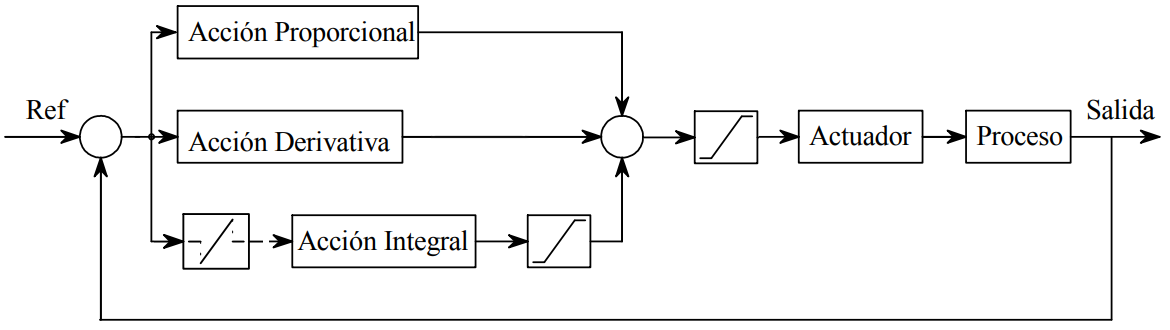 Acción Proporcional
Ref
Acción Derivativa
Actuador
Proceso
Salida
Acción Integral